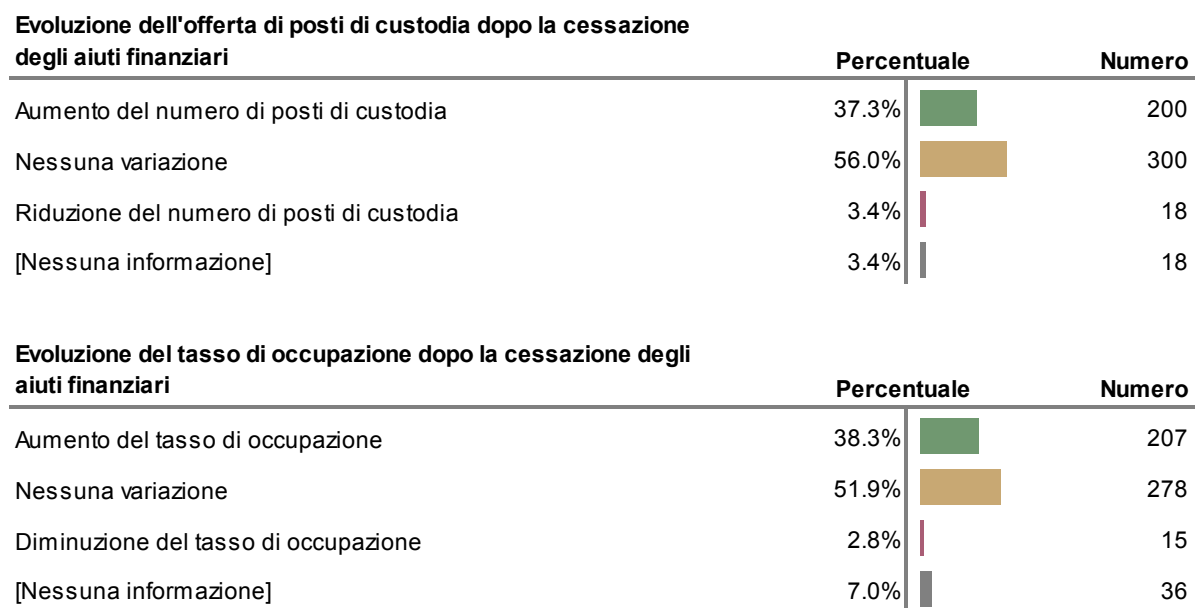 Evoluzione dell'offerta di posti di custodia dopo la cessazione
degli aiuti finanziari Percentuale Numero
Aumento del numero di posti di custodia 37.3% 200
Nessuna variazione 56.0% 300
Riduzione del numero di posti di custodia 3.4% 18
[Nessuna informazione] 3.4% 18
Evoluzione del tasso di occupazione dopo la cessazione degli
aiuti finanziari Percentuale Numero
Aumento del tasso di occupazione 38.3% 207
Nessuna variazione 51.9% 278
Diminuzione del tasso di occupazione 2.8% 15
[Nessuna informazione] 7.0% 36